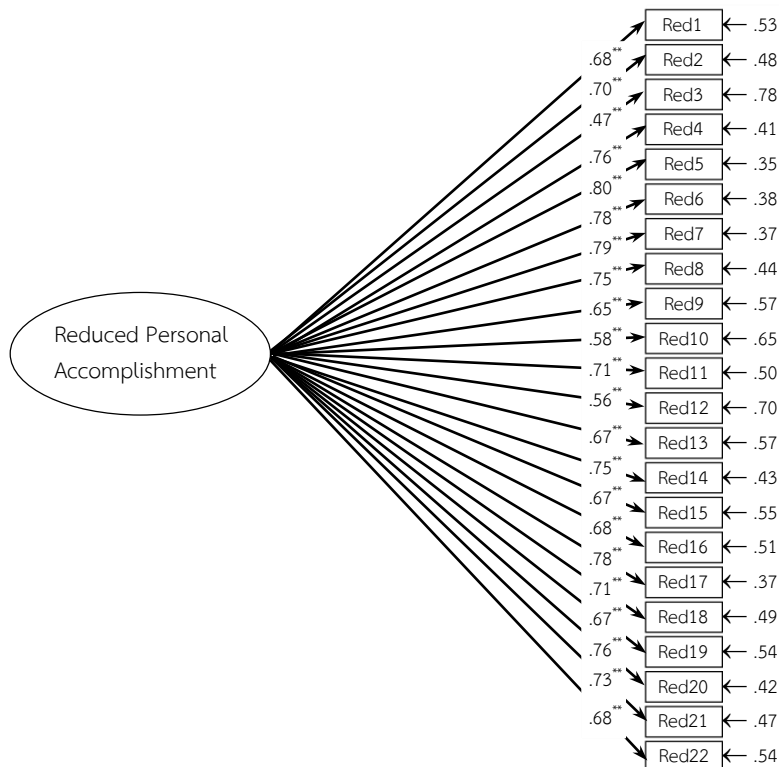 Red1 .53
.68**
Red2 .48
.70**
Red3 .78
.47**
Red4 .41
.76**
Red5 .35
.80**
Red6 .38
.78**
Red7 .37
.79**
Red8 .44
.75**
Red9 .57
.65**
Reduced Personal
Accomplishment
Red10 .65
.58**
Red11 .50
.71**
Red12 .70
.56**
Red13 .57
.67**
Red14 .43
.75**
Red15 .55
.67**
Red16 .51
.68**
Red17 .37
.78**
Red18 .49
.71**
Red19 .54
.67**
Red20 .42
.76**
Red21 .47
.73**
.68**
Red22 .54